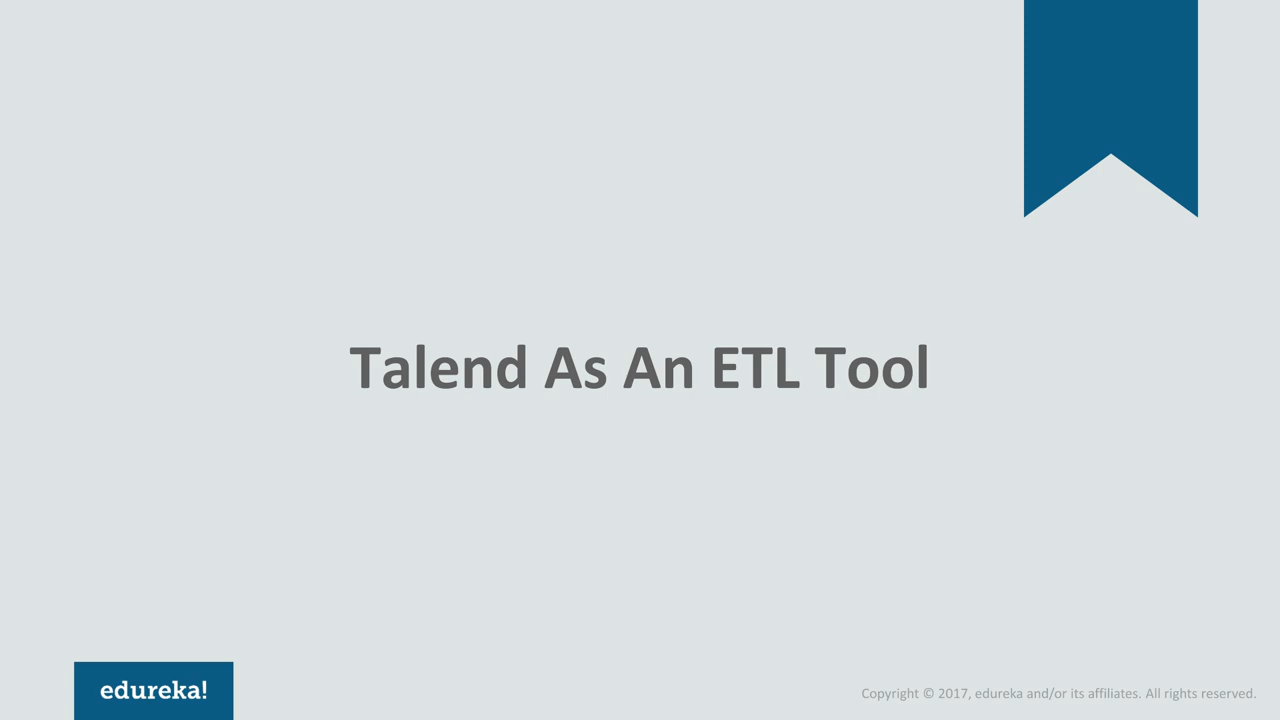 Talend As An ETL Tool
edureka!
Copyright © 2017, edureka and/or its affiliates. All rights reserved.